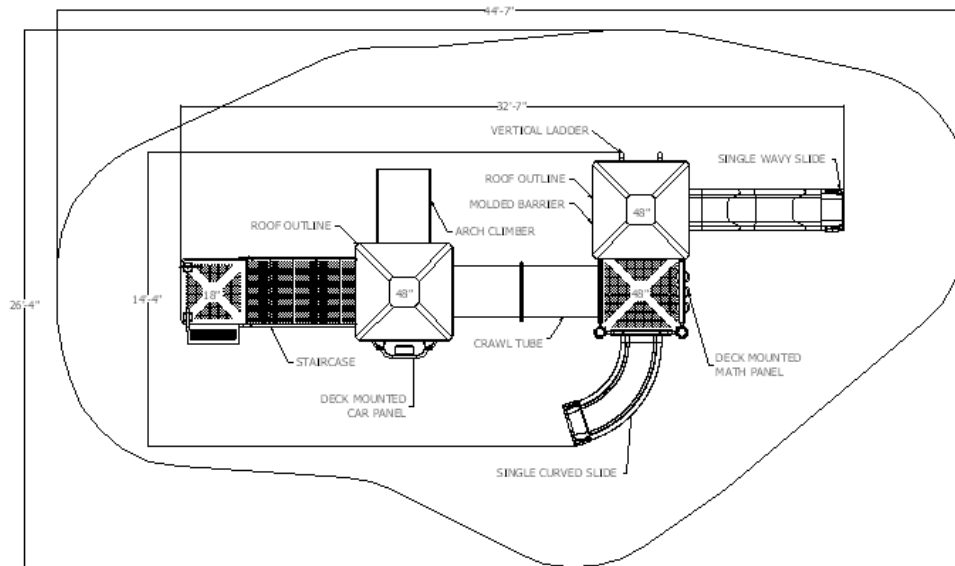 44'-7"
32'-7"
VERTICAL LADDER
SINGLE WAVY SLIDE
ROOF OUTLINE
MOLDED BARRIER
48"
ROOF OUTLINE
ARCH CLIMBER
26'-4"
14'-4"
18"
48"
48"
CRAWL TUBE
STAIRCASE
DECK MOUNTED
MATH PANEL
DECK MOUNTED
CAR PANEL
SINGLE CURVED SLIDE